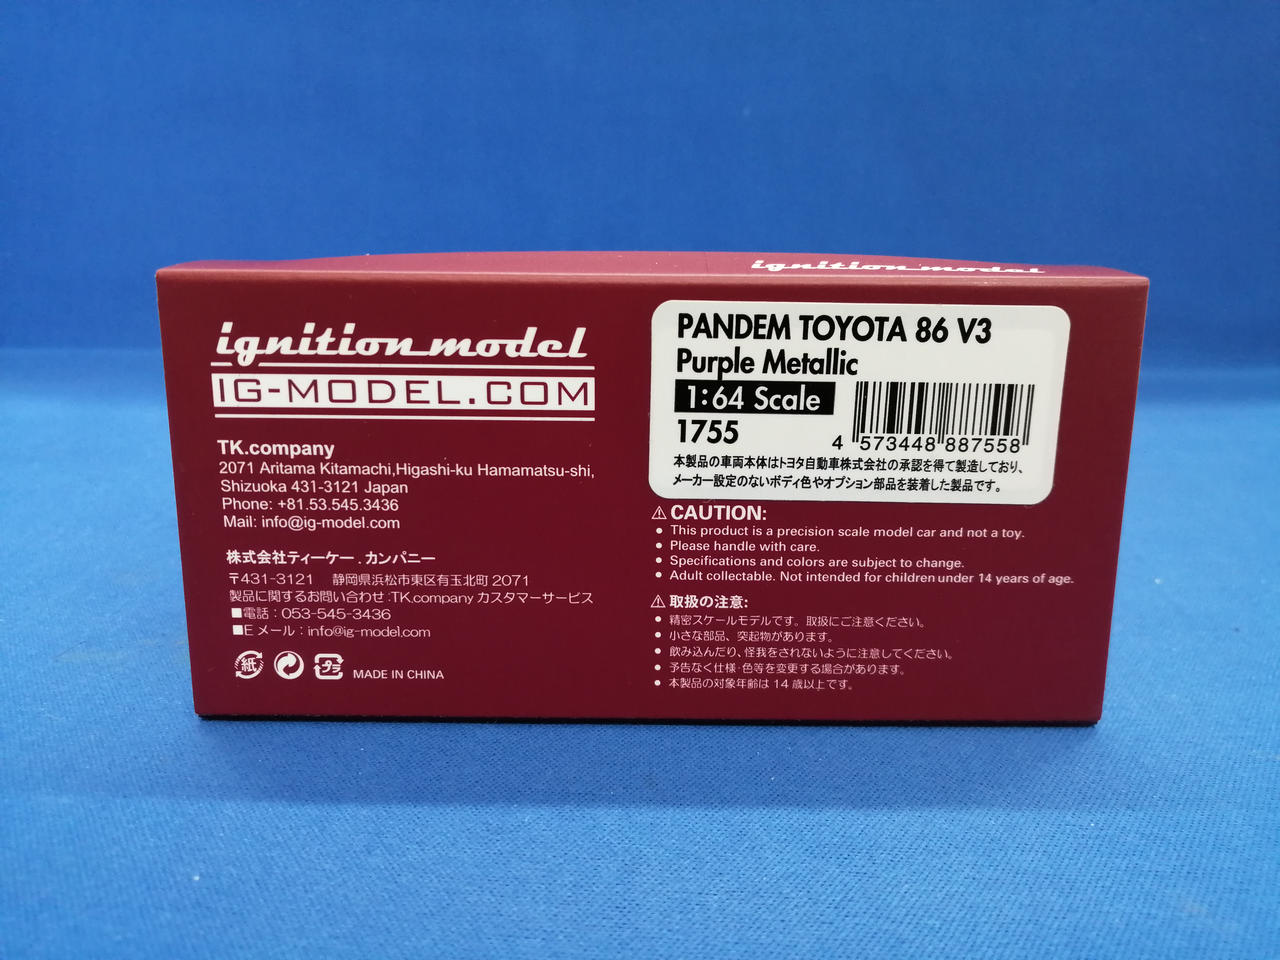 ignition model
ignition model
IG-MODEL.COM
TK.company
2071 Aritama Kitamachi,Higashi-ku Hamamatsu-shi,
Shizuoka 431-3121 Japan
Phone: +81.53.545.3436
Mail: info@ig-model.com
株式会社ティーケー.カンパニー
〒431-3121 静岡県浜松市東区有玉北町 2071
製品に関するお問い合わせ:TK.company カスタマーサービス
■電話:053-545-3436
■E メール:info@ig-model.com
紙
プラ
MADE IN CHINA
PANDEM TOYOTA 86 V3
Purple Metallic
1:64 Scale
1755
4 573448 887558
本製品の車両本体はトヨタ自動車株式会社の承認を得て製造しており、
メーカー設定のないボディ色やオプション部品を装着した製品です。
⚠ CAUTION:
• This product is a precision scale model car and not a toy.
• Please handle with care.
• Specifications and colors are subject to change.
• Adult collectable. Not intended for children under 14 years of age.
⚠ 取扱の注意:
• 精密スケールモデルです。取扱にご注意ください。
• 小さな部品、突起物があります。
• 飲み込んだり、怪我をされないように注意してください。
• 予告なく仕様・色等を変更する場合があります。
• 本製品の対象年齢は 14 歳以上です。